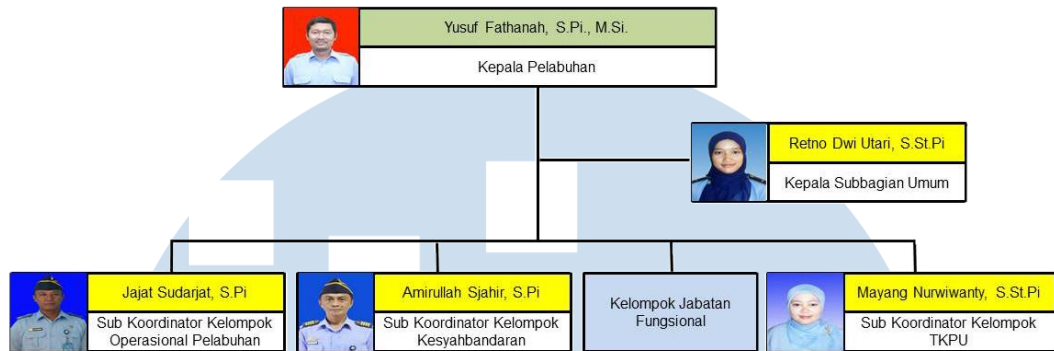 Yusuf Fathanah, S.Pi., M.Si.
Kepala Pelabuhan
Retno Dwi Utari, S.St.Pi
Kepala Subbagian Umum
Jajat Sudarjat, S.Pi
Sub Koordinator Kelompok
Operasional Pelabuhan
Amirullah Sjahir, S.Pi
Sub Koordinator Kelompok
Kesyahbandaran
Kelompok Jabatan
Fungsional
Mayang Nurwiwanty, S.St.Pi
Sub Koordinator Kelompok
TKPU